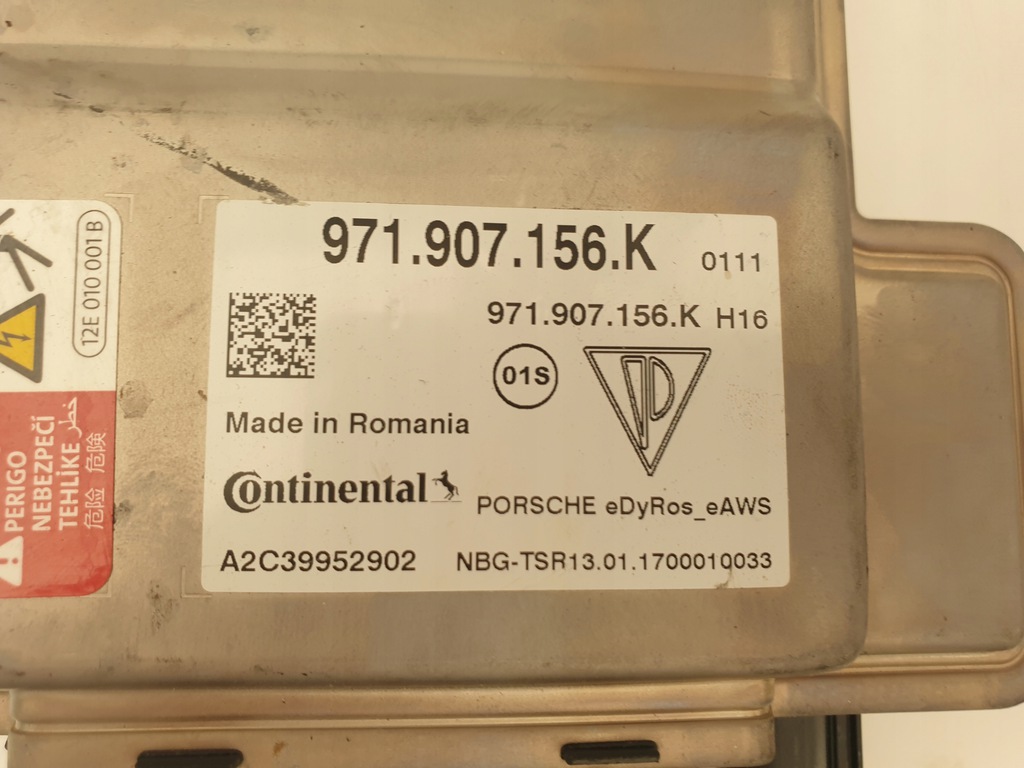 971.907.156.K 0111
971.907.156.K H16
01S
Made in Romania
Continental
PORSCHE eDyRos_eAWS
A2C39952902 NBG-TSR13.01.1700010033
12E 010 001 B
PERIGO
NEBEZPEČÍ
TEHLİKE خطر
危险 危険